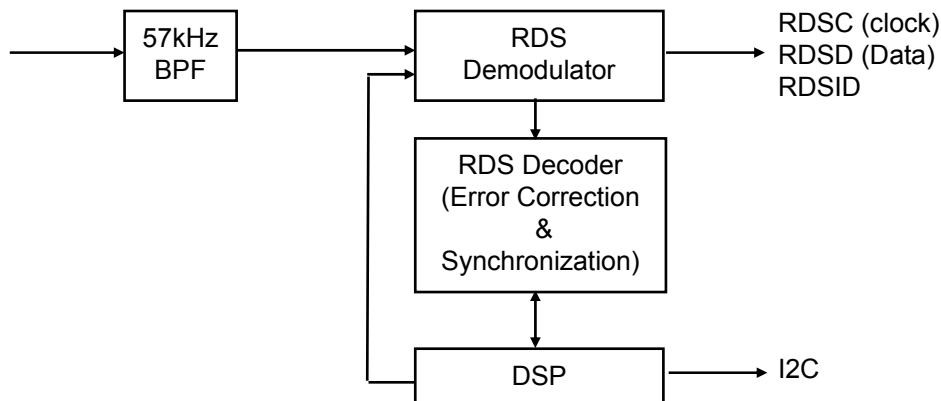 57kHz
BPF
RDS
Demodulator
RDSC (clock)
RDSD (Data)
RDSID
RDS Decoder
(Error Correction
&
Synchronization)
DSP
I2C